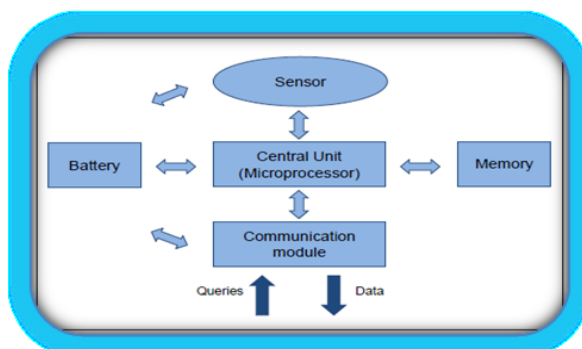 Sensor
Battery
Central Unit
(Microprocessor)
Memory
Communication
module
Queries
Data